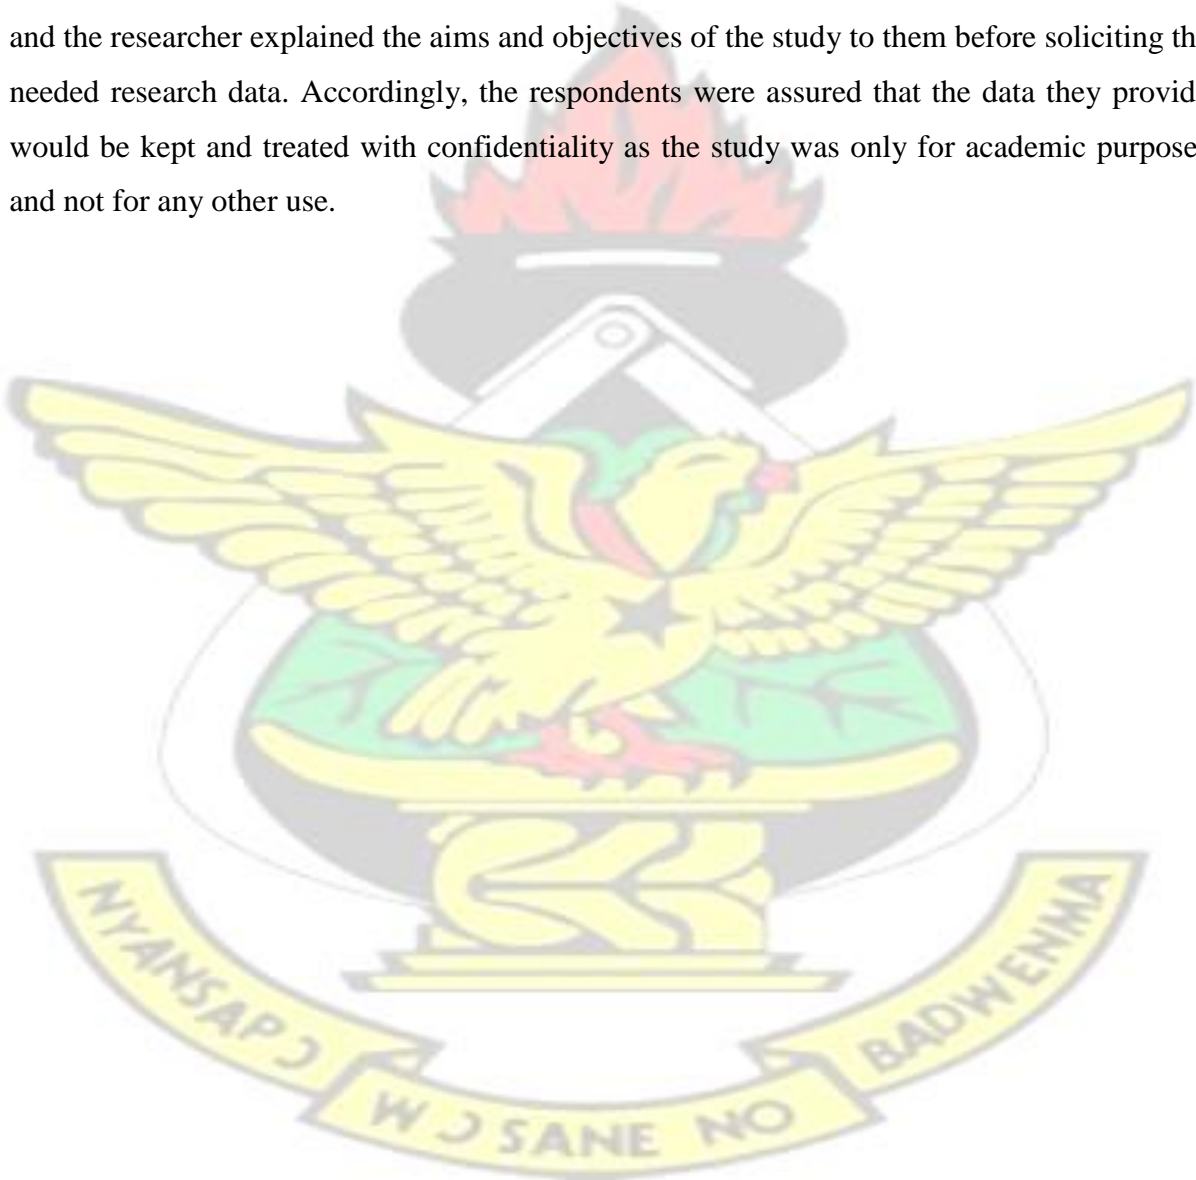 and the researcher explained the aims and objectives of the study to them before soliciting th
needed research data. Accordingly, the respondents were assured that the data they provid
would be kept and treated with confidentiality as the study was only for academic purpose
and not for any other use.
NYANSAPƆ
WƆSANE NO
BADWENMA